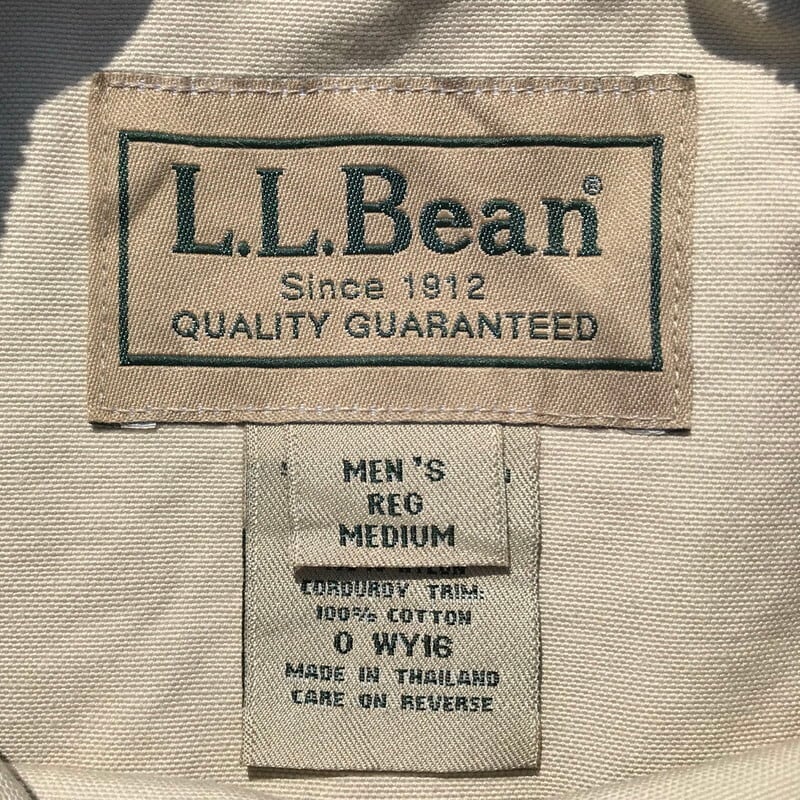 L.L.Bean®
Since 1912
QUALITY GUARANTEED
MEN'S
REG
MEDIUM
NYLON
CORDUROY TRIM:
100% COTTON
0 WY16
MADE IN THAILAND
CARE ON REVERSE